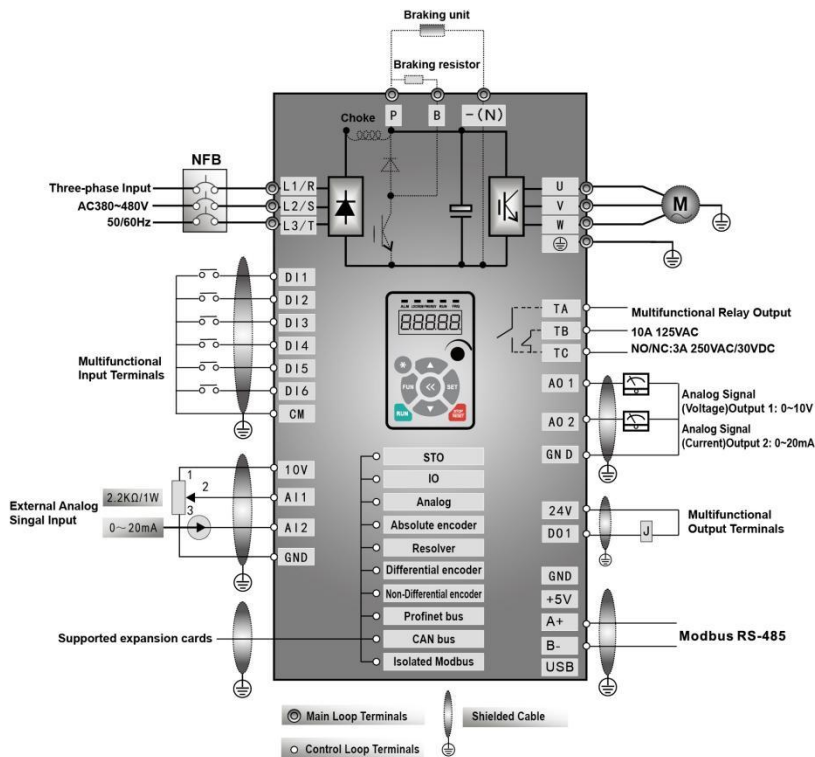 Braking unit
Braking resistor
P
B
-(N)
Choke
NFB
Three-phase Input
AC380~480V
50/60Hz
L1/R
L2/S
L3/T
U
V
W
M
DI1
DI2
DI3
DI4
DI5
DI6
CM
Multifunctional
Input Terminals
RUN
FUN
SET
STOP
RESET
TA
TB
TC
Multifunctional Relay Output
10A 125VAC
NO/NC:3A 250VAC/30VDC
AO1
AO2
GND
Analog Signal
(Voltage)Output 1: 0~10V
Analog Signal
(Current)Output 2: 0~20mA
10V
AI1
AI2
GND
1
2
3
2.2KΩ/1W
0~20mA
External Analog
Singal Input
STO
IO
Analog
Absolute encoder
Resolver
Differential encoder
Non-Differential encoder
Profinet bus
CAN bus
Isolated Modbus
Supported expansion cards
24V
DO1
J
Multifunctional
Output Terminals
GND
+5V
A+
B-
USB
Modbus RS-485
Main Loop Terminals
Shielded Cable
Control Loop Terminals